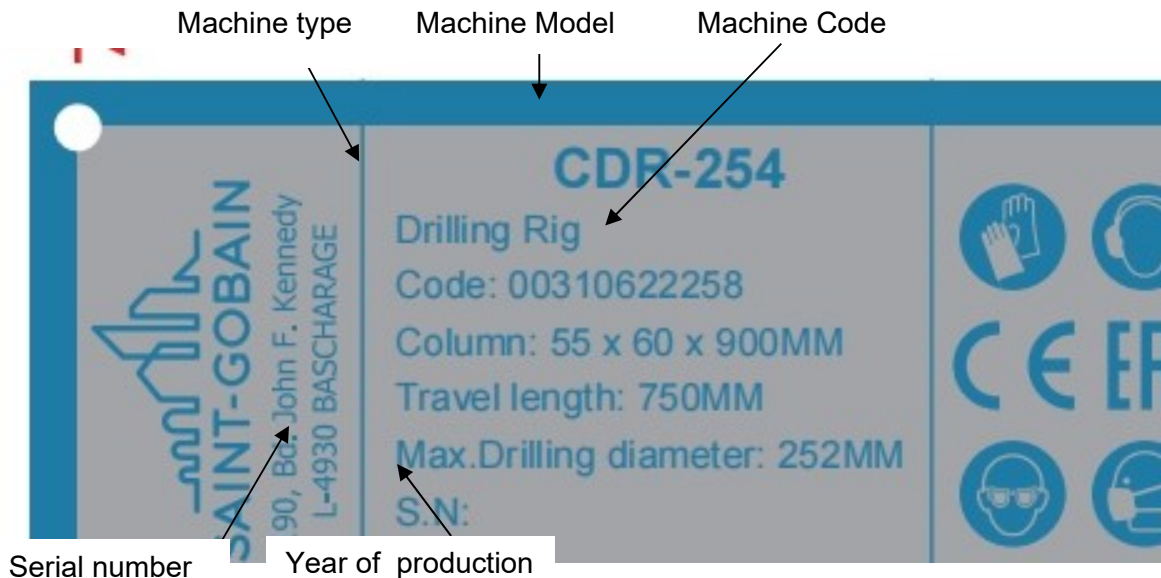 Machine type
Machine Model
Machine Code
SAINT-GOBAIN
190, Bd. John F. Kennedy
L-4930 BASCHARAGE
CDR-254
Drilling Rig
Code: 00310622258
Column: 55 x 60 x 900MM
Travel length: 750MM
Max.Drilling diameter: 252MM
S.N:
CE
Serial number
Year of production